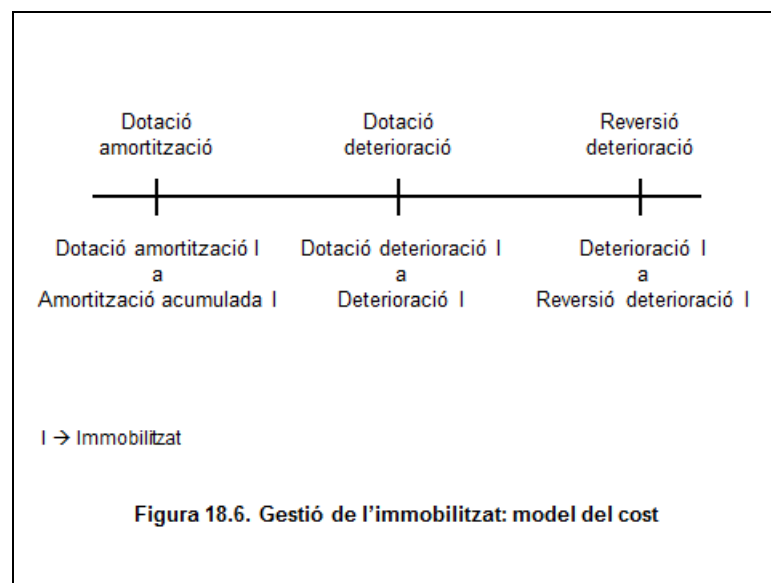 Dotació
amortització
Dotació
deterioració
Reversió
deterioració
Dotació amortització I
a
Amortització acumulada I
Dotació deterioració I
a
Deterioració I
Deterioració I
a
Reversió deterioració I
I → Immobilitzat
Figura 18.6. Gestió de l'immobilitzat: model del cost